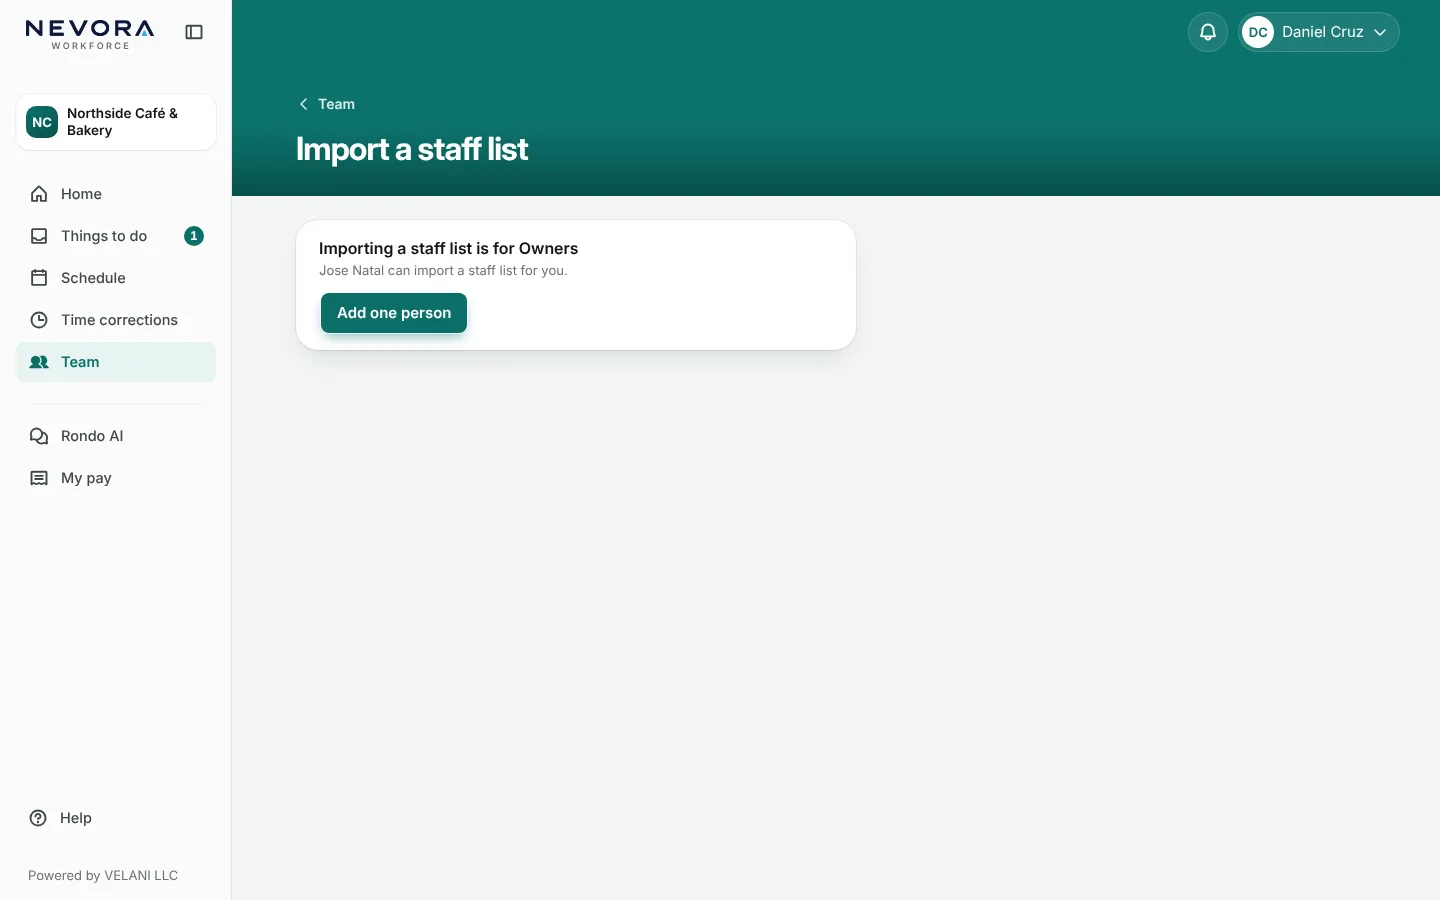 NEVORA
WORKFORCE
NC
Northside Café &
Bakery
Home
Things to do
1
Schedule
Time corrections
Team
Rondo AI
My pay
Help
Powered by VELANI LLC
DC
Daniel Cruz
Team
Import a staff list
Importing a staff list is for Owners
Jose Natal can import a staff list for you.
Add one person